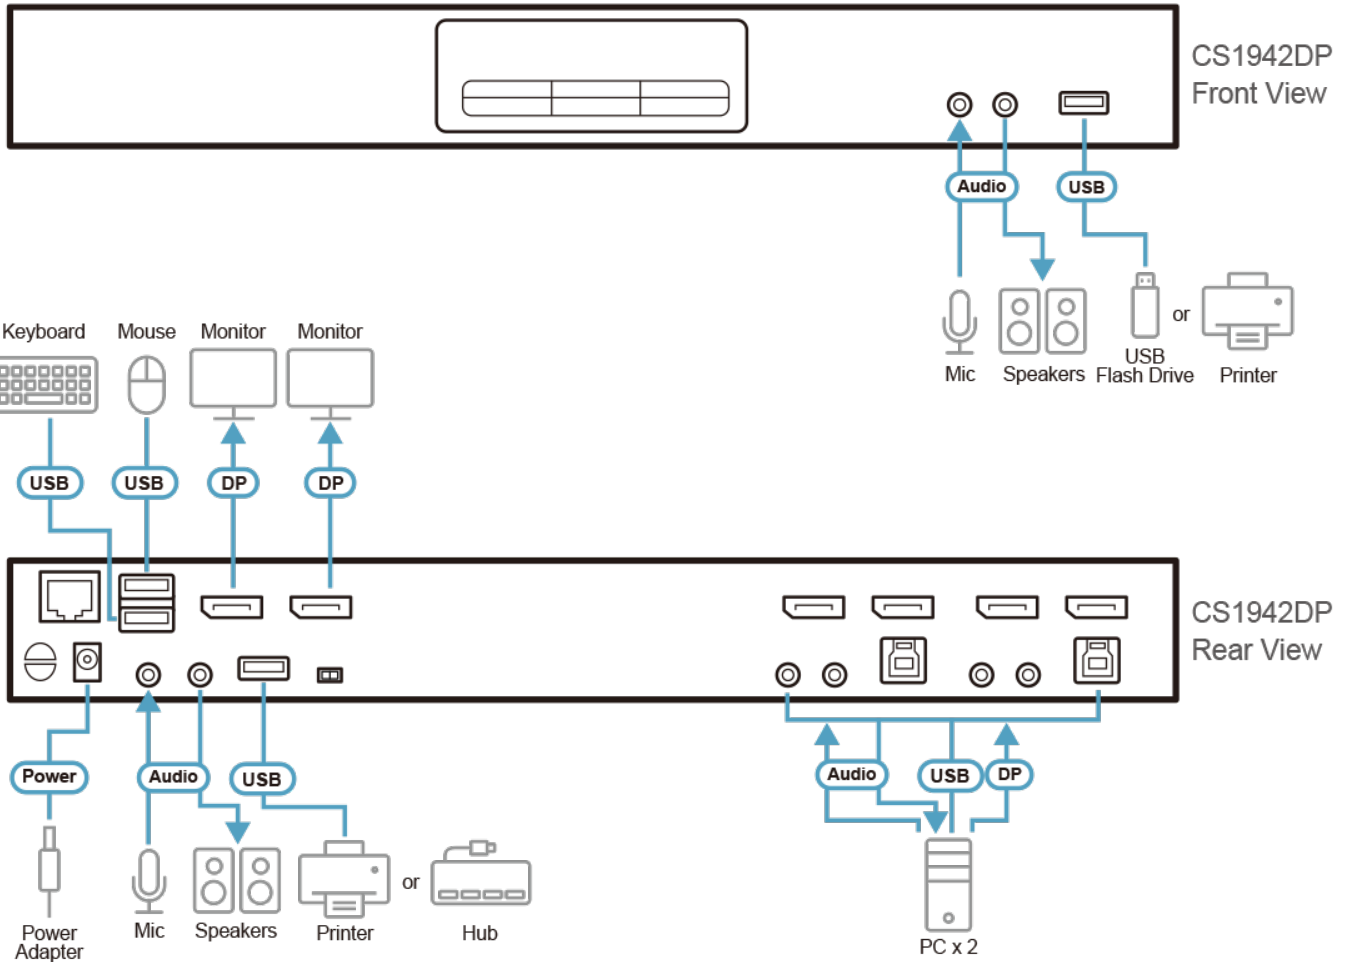 CS1942DP
Front View
Audio
USB
or
Mic
Speakers
USB
Flash Drive
Printer
Keyboard
Mouse
Monitor
Monitor
USB
USB
DP
DP
CS1942DP
Rear View
Power
Audio
USB
Audio
USB
DP
or
Power
Adapter
Mic
Speakers
Printer
Hub
PC x 2